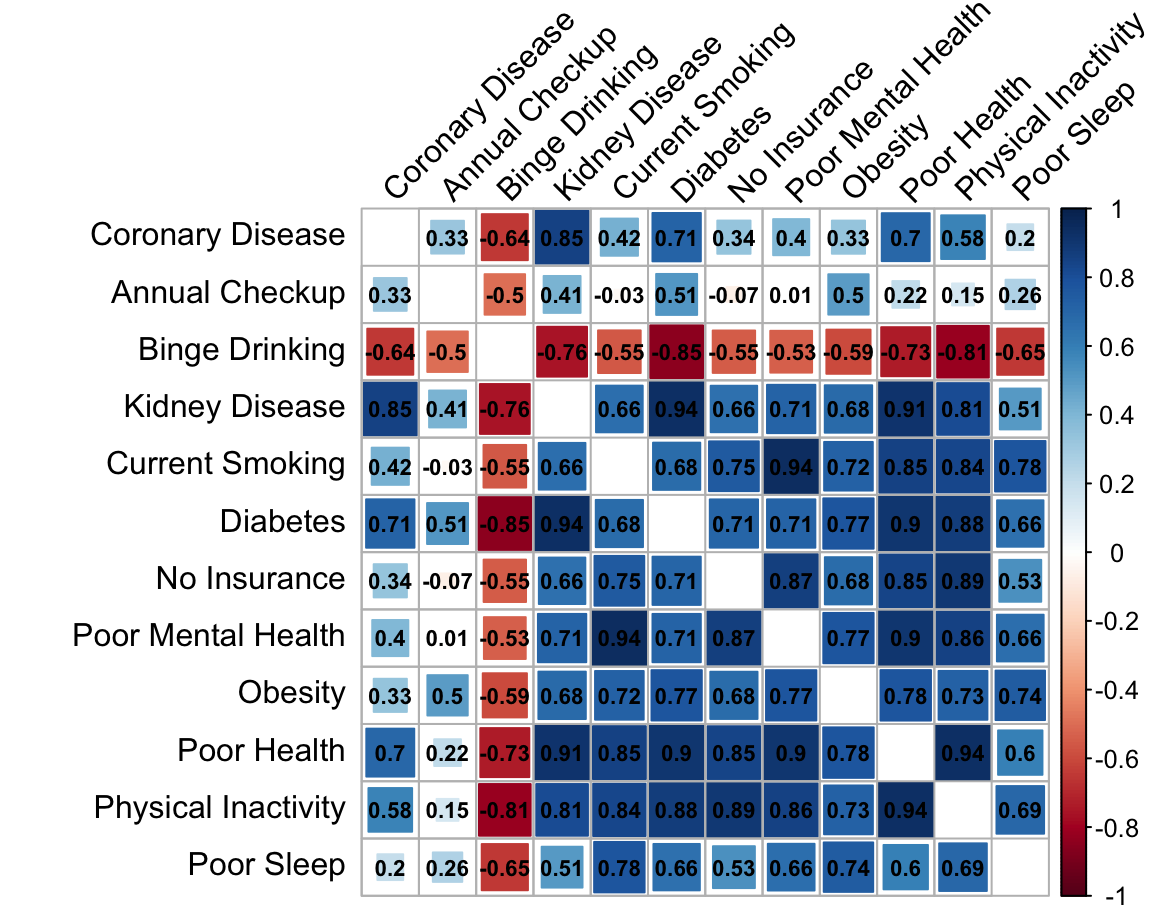 Coronary Disease
Annual Checkup
Binge Drinking
Kidney Disease
Current Smoking
Diabetes
No Insurance
Poor Mental Health
Obesity
Poor Health
Physical Inactivity
Poor Sleep
Coronary Disease 0.33 -0.64 0.85 0.42 0.71 0.34 0.4 0.33 0.7 0.58 0.2
Annual Checkup 0.33 -0.5 0.41 -0.03 0.51 -0.07 0.01 0.5 0.22 0.15 0.26
Binge Drinking -0.64 -0.5 -0.76 -0.55 -0.85 -0.55 -0.53 -0.59 -0.73 -0.81 -0.65
Kidney Disease 0.85 0.41 -0.76 0.66 0.94 0.66 0.71 0.68 0.91 0.81 0.51
Current Smoking 0.42 -0.03 -0.55 0.66 0.68 0.75 0.94 0.72 0.85 0.84 0.78
Diabetes 0.71 0.51 -0.85 0.94 0.68 0.71 0.71 0.77 0.9 0.88 0.66
No Insurance 0.34 -0.07 -0.55 0.66 0.75 0.71 0.87 0.68 0.85 0.89 0.53
Poor Mental Health 0.4 0.01 -0.53 0.71 0.94 0.71 0.87 0.77 0.9 0.86 0.66
Obesity 0.33 0.5 -0.59 0.68 0.72 0.77 0.68 0.77 0.78 0.73 0.74
Poor Health 0.7 0.22 -0.73 0.91 0.85 0.9 0.85 0.9 0.78 0.94 0.6
Physical Inactivity 0.58 0.15 -0.81 0.81 0.84 0.88 0.89 0.86 0.73 0.94 0.69
Poor Sleep 0.2 0.26 -0.65 0.51 0.78 0.66 0.53 0.66 0.74 0.6 0.69
1
0.8
0.6
0.4
0.2
0
-0.2
-0.4
-0.6
-0.8
-1